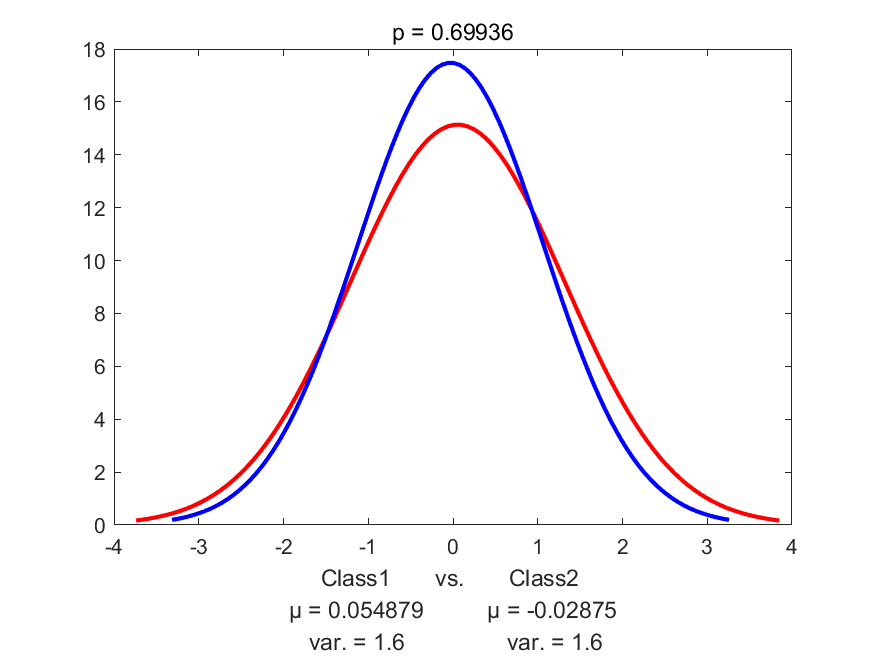 p = 0.69936
18
16
14
12
10
8
6
4
2
0
-4 -3 -2 -1 0 1 2 3 4
Class1 vs. Class2
μ = 0.054879 μ = -0.02875
var. = 1.6 var. = 1.6